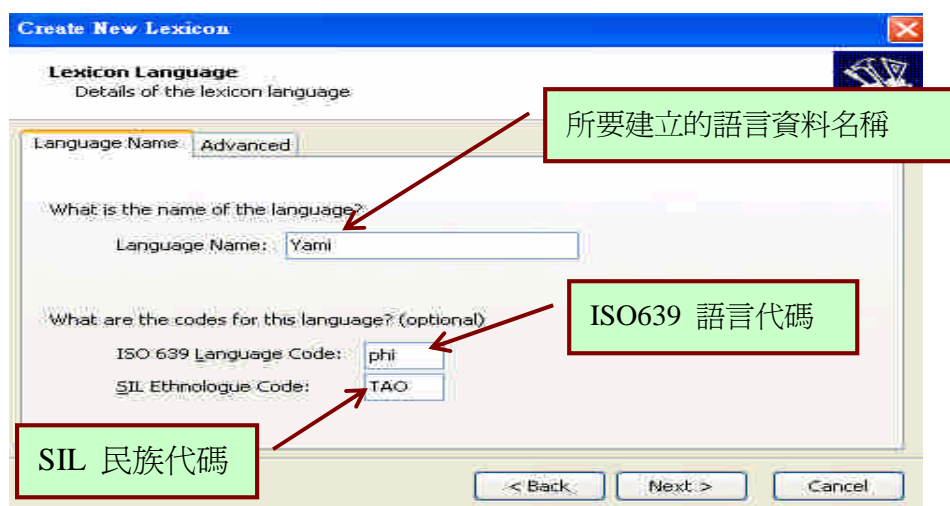 Create New Lexicon
Lexicon Language
Details of the lexicon language
所要建立的語言資料名稱
Language Name Advanced
What is the name of the language?
Language Name: Yami
What are the codes for this language? (optional)
ISO639 語言代碼
ISO 639 Language Code: phi
SIL Ethnologue Code: TAO
SIL 民族代碼
< Back Next > Cancel